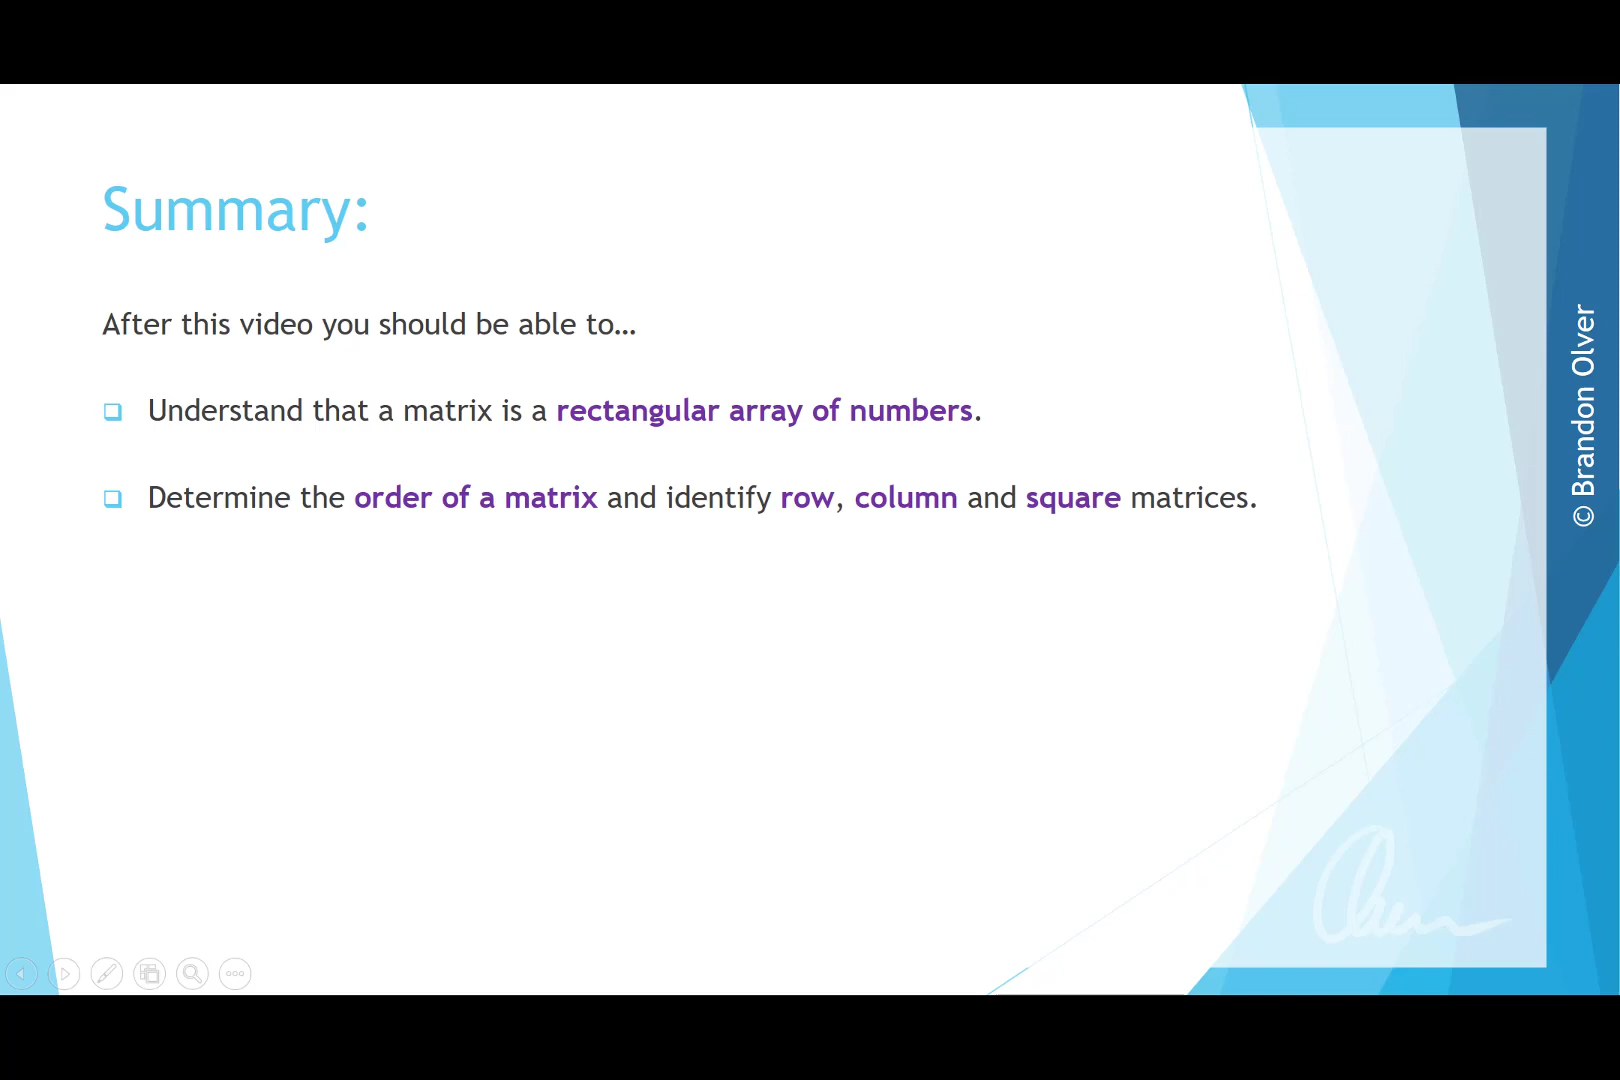 Summary:
After this video you should be able to…
Understand that a matrix is a rectangular array of numbers.
Determine the order of a matrix and identify row, column and square matrices.
© Brandon Olver